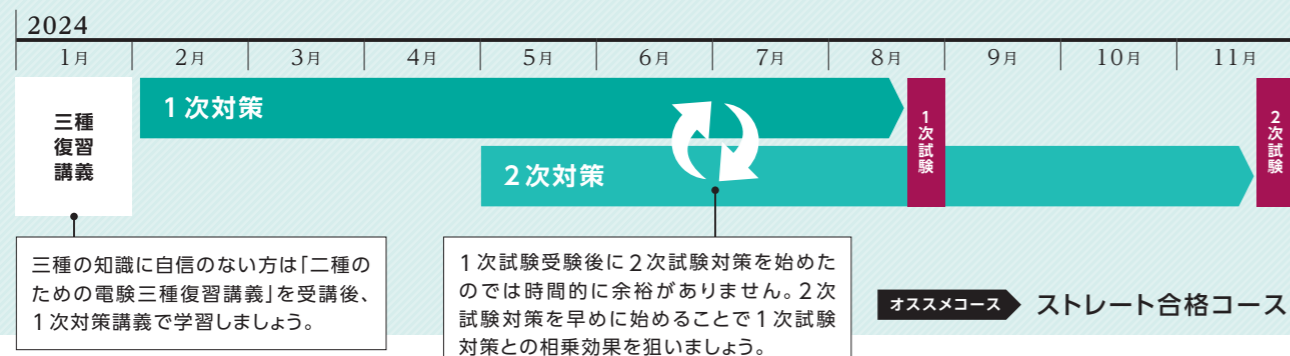 2024
1月 2月 3月 4月 5月 6月 7月 8月 9月 10月 11月
三種
復習
講義
1次対策
2次対策
1次試験
2次試験
三種の知識に自信のない方は「二種の
ための電験三種復習講義」を受講後、
1次対策講義で学習しましょう。
1次試験受験後に2次試験対策を始めた
のでは時間的に余裕がありません。2次
試験対策を早めに始めることで1次試験
対策との相乗効果を狙いましょう。
オススメコース ストレート合格コース